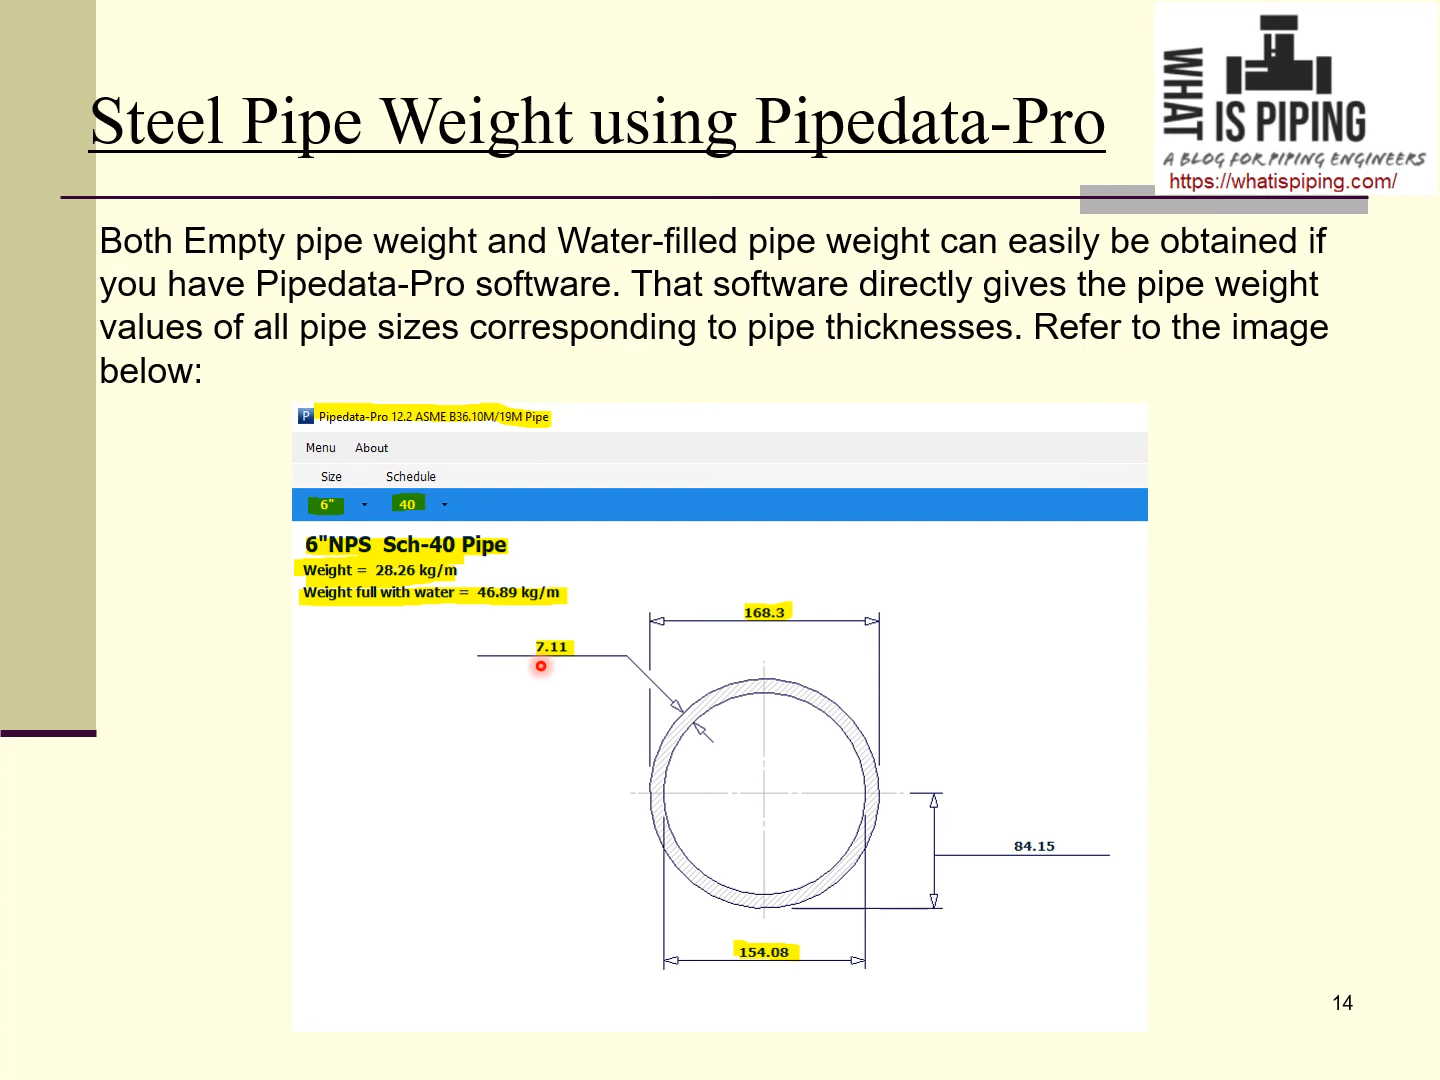 WHAT
IS PIPING
A BLOG FOR PIPING ENGINEERS
https://whatispiping.com/
Steel Pipe Weight using Pipedata-Pro
Both Empty pipe weight and Water-filled pipe weight can easily be obtained if
you have Pipedata-Pro software. That software directly gives the pipe weight
values of all pipe sizes corresponding to pipe thicknesses. Refer to the image
below:
P Pipedata-Pro 12.2 ASME B36.10M/19M Pipe
Menu About
Size Schedule
6" 40
6"NPS Sch-40 Pipe
Weight = 28.26 kg/m
Weight full with water = 46.89 kg/m
168.3
7.11
84.15
154.08
14